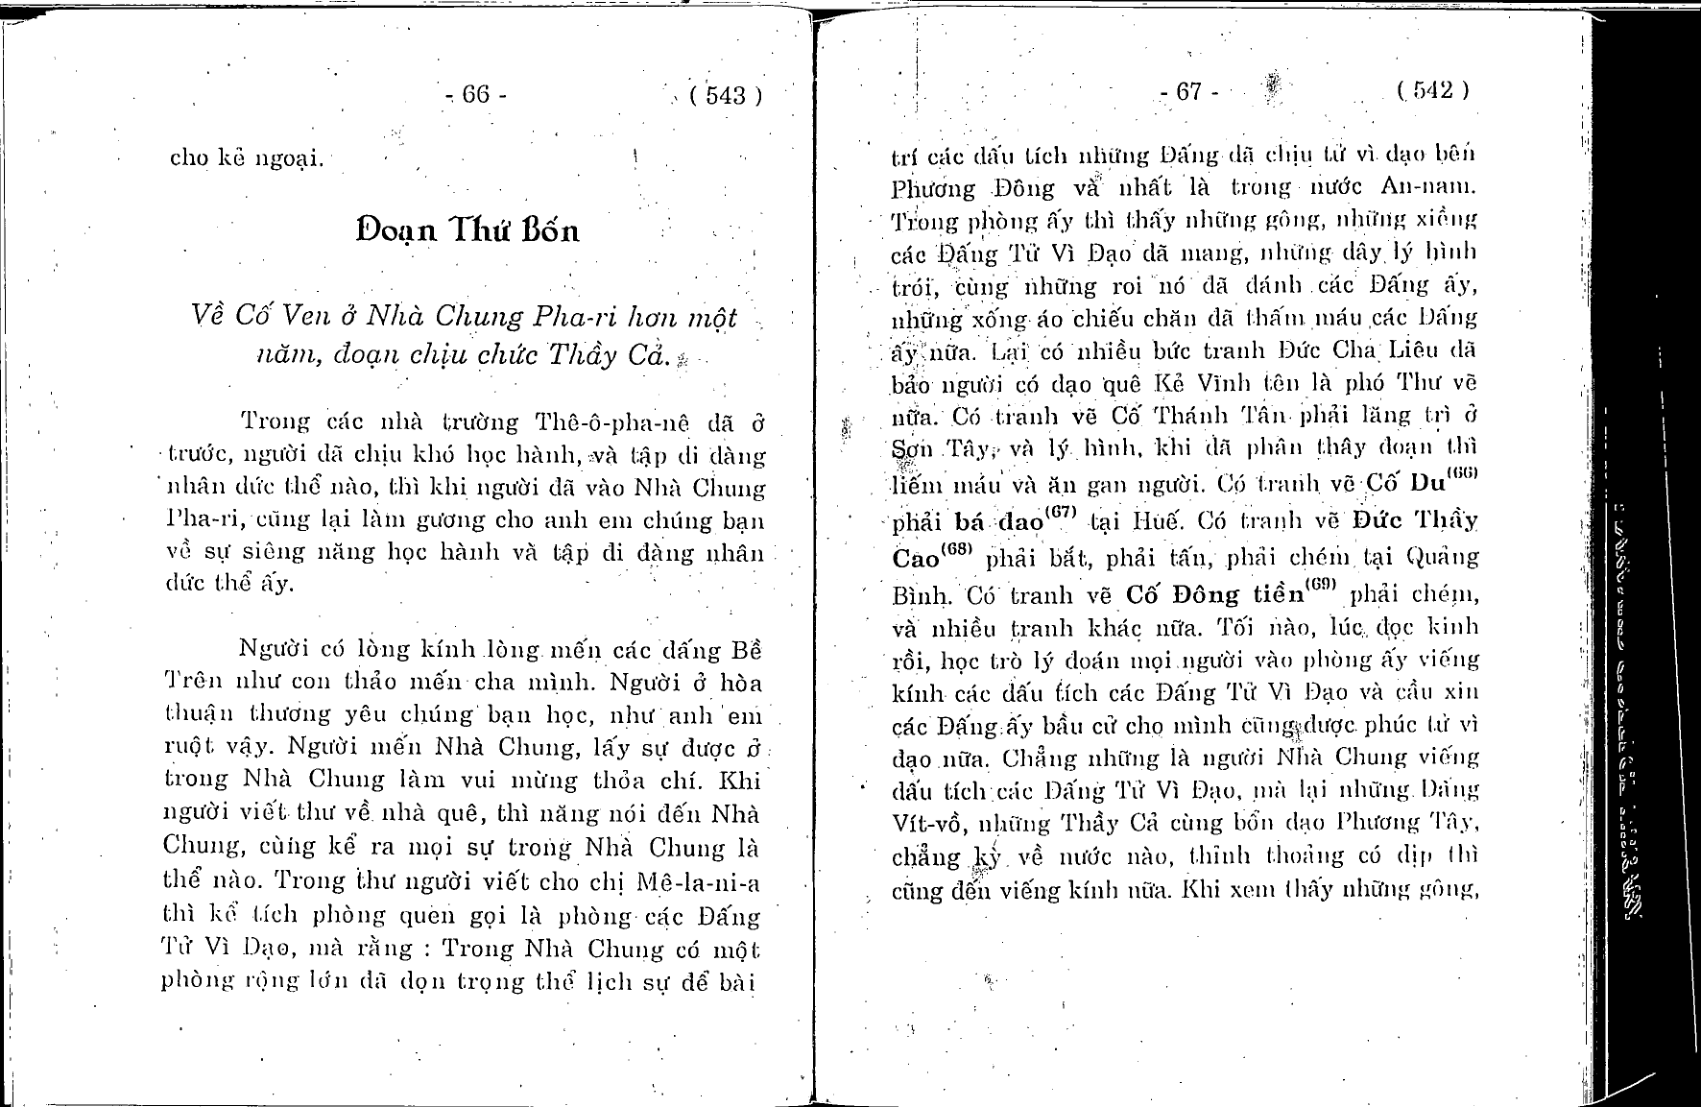 - 66 -
( 543 )
cho kẻ ngoại.
Đoạn Thứ Bốn
Về Cố Ven ở Nhà Chung Pha-ri hơn một
năm, đoạn chịu chức Thầy Cả.
Trong các nhà trường Thê-ô-pha-nê đã ở
trước, người đã chịu khó học hành, và tập đi đàng
nhân đức thể nào, thì khi người đã vào Nhà Chung
Pha-ri, cũng lại làm gương cho anh em chúng bạn
về sự siêng năng học hành và tập đi đàng nhân
đức thể ấy.
Người có lòng kính lòng mến các đấng Bề
Trên như con thảo mến cha mình. Người ở hòa
thuận thương yêu chúng bạn học, như anh em
ruột vậy. Người mến Nhà Chung, lấy sự được ở
trong Nhà Chung làm vui mừng thỏa chí. Khi
người viết thư về nhà quê, thì năng nói đến Nhà
Chung, cùng kể ra mọi sự trong Nhà Chung là
thể nào. Trong thư người viết cho chị Mê-la-ni-a
thì kể tích phòng quen gọi là phòng các Đấng
Tử Vì Đạo, mà rằng : Trong Nhà Chung có một
phòng rộng lớn đã dọn trọng thể lịch sự để bài
- 67 -
( 542 )
trí các dấu tích những Đấng đã chịu tử vì đạo bên
Phương Đông và nhất là trong nước An-nam.
Trong phòng ấy thì thấy những gông, những xiềng
các Đấng Tử Vì Đạo đã mang, những dây lý hình
trói, cùng những roi nó đã đánh các Đấng ấy,
những xống áo chiếu chăn đã thấm máu các Đấng
ấy nữa. Lại có nhiều bức tranh Đức Cha Liêu đã
bảo người có đạo quê Kẻ Vĩnh tên là phó Thư vẽ
nữa. Có tranh vẽ Cố Thánh Tân phải lăng trì ở
Sơn Tây, và lý hình, khi đã phân thây đoạn thì
liếm máu và ăn gan người. Có tranh vẽ Cố Du(66)
phải bá đao(67) tại Huế. Có tranh vẽ Đức Thầy
Cao(68) phải bắt, phải tấn, phải chém tại Quảng
Bình. Có tranh vẽ Cố Đông tiền(69) phải chém,
và nhiều tranh khác nữa. Tối nào, lúc đọc kinh
rồi, học trò lý đoán mọi người vào phòng ấy viếng
kính các dấu tích các Đấng Tử Vì Đạo và cầu xin
các Đấng ấy bầu cử cho mình cũng được phúc tử vì
đạo nữa. Chẳng những là người Nhà Chung viếng
dấu tích các Đấng Tử Vì Đạo, mà lại những Đấng
Vít-vồ, những Thầy Cả cùng bổn đạo Phương Tây,
chẳng kỳ về nước nào, thỉnh thoảng có dịp thì
cũng đến viếng kính nữa. Khi xem thấy những gông,